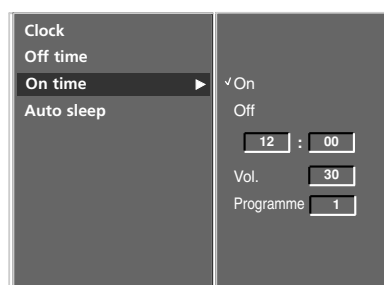 Clock
Off time
On time ▶
Auto sleep
✓On
Off
12 : 00
Vol. 30
Programme 1